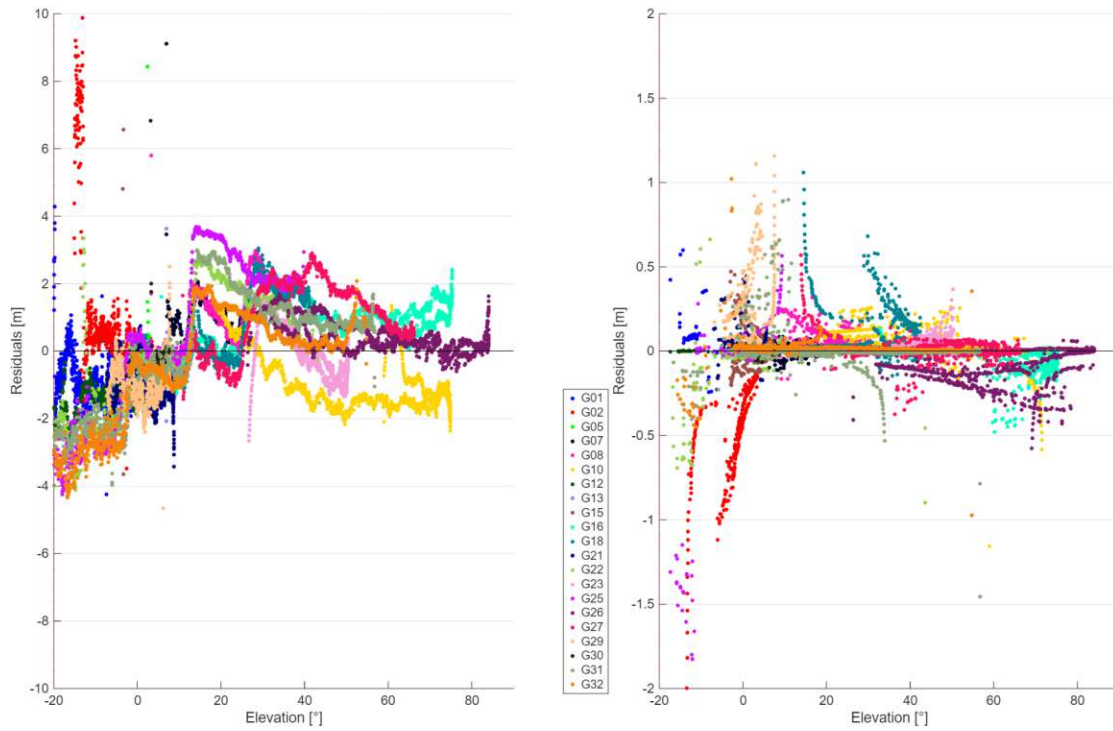 10
8
6
4
2
0
-2
-4
-6
-8
-10
Residuals [m]
-20
0
20
40
60
80
Elevation [°]
G01
G02
G05
G07
G08
G10
G12
G13
G15
G16
G18
G21
G22
G23
G25
G26
G27
G29
G30
G31
G32
2
1.5
1
0.5
0
-0.5
-1
-1.5
-2
Residuals [m]
-20
0
20
40
60
80
Elevation [°]